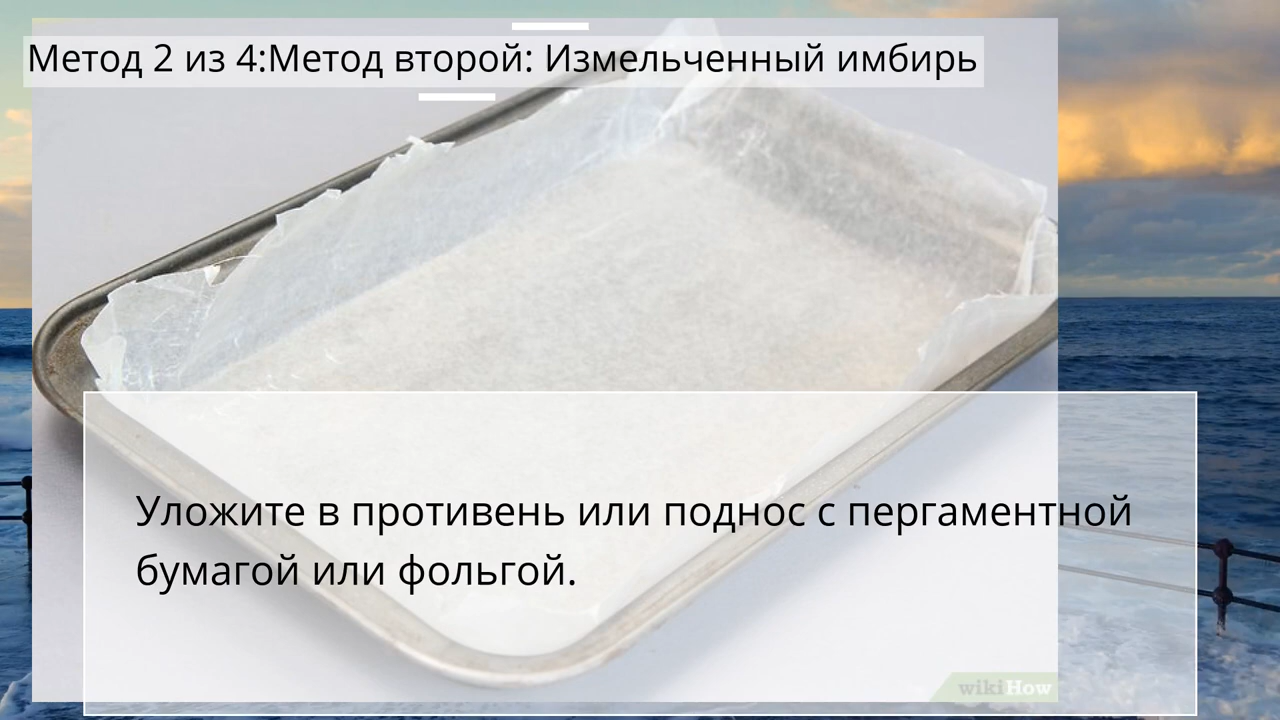 Метод 2 из 4:Метод второй: Измельченный имбирь
Уложите в противень или поднос с пергаментной
бумагой или фольгой.
wikiHow